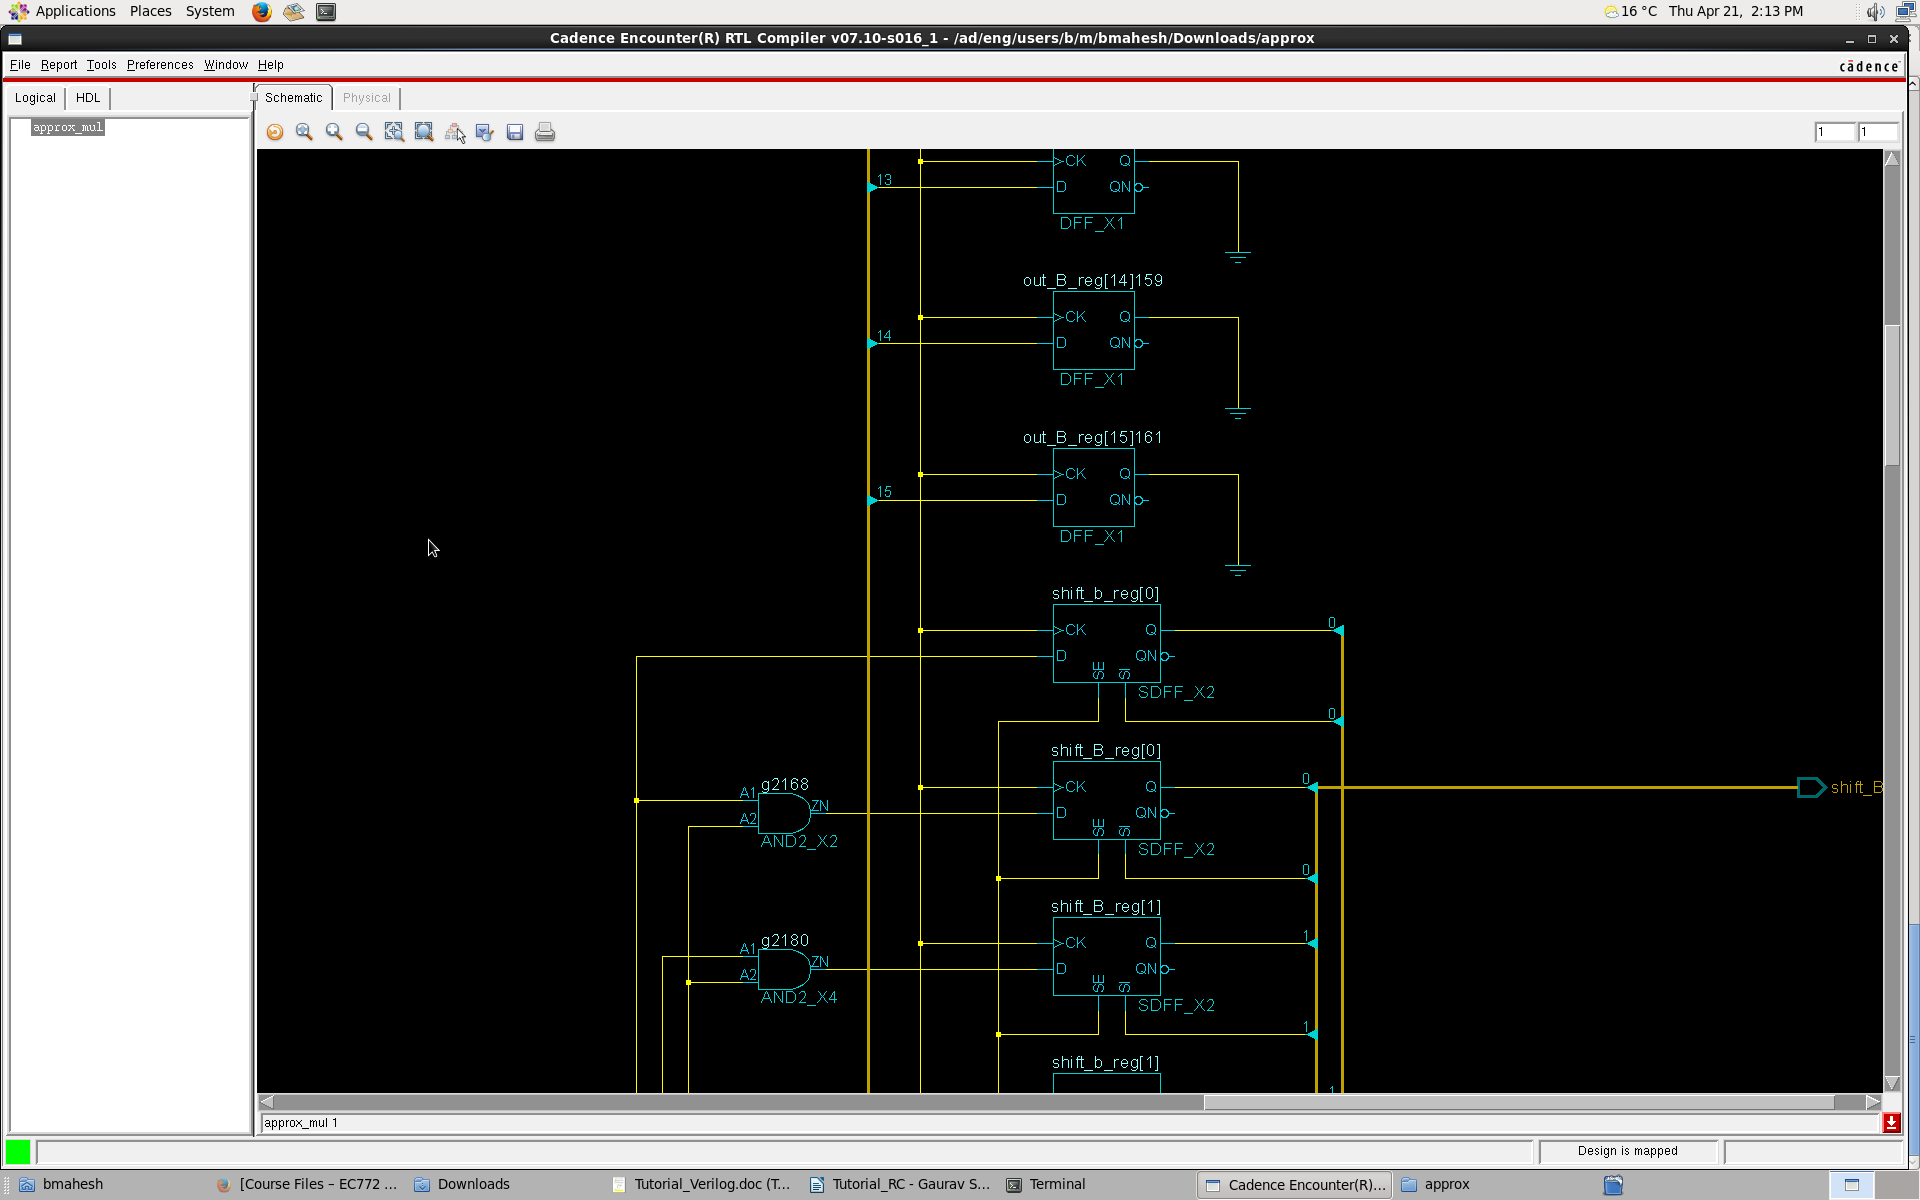 Applications Places System 16 °C Thu Apr 21, 2:13 PM
Cadence Encounter(R) RTL Compiler v07.10-s016_1 - /ad/eng/users/b/m/bmahesh/Downloads/approx
File Report Tools Preferences Window Help cādence
Logical HDL Schematic Physical
approx_mul
1 1
CK Q
13
D QN
DFF_X1
out_B_reg[14]159
CK Q
14
D QN
DFF_X1
out_B_reg[15]161
CK Q
15
D QN
DFF_X1
shift_b_reg[0]
CK Q 0
D QN
SE SI
SDFF_X2
0
shift_B_reg[0]
g2168
CK Q 0
shift_B
A1 ZN
A2
D QN
SE SI
AND2_X2
SDFF_X2
0
shift_B_reg[1]
g2180
CK Q 1
A1 ZN
A2
D QN
SE SI
AND2_X4
SDFF_X2
1
shift_b_reg[1]
1
approx_mul 1
Design is mapped
bmahesh [Course Files – EC772 ... Downloads Tutorial_Verilog.doc (T... Tutorial_RC - Gaurav S... Terminal Cadence Encounter(R)... approx